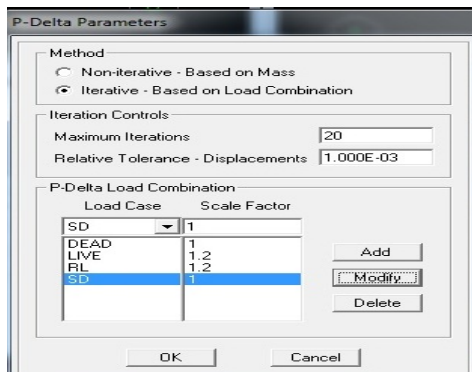 P-Delta Parameters
Method
Non-iterative - Based on Mass
Iterative - Based on Load Combination
Iteration Controls
Maximum Iterations 20
Relative Tolerance - Displacements 1.000E-03
P-Delta Load Combination
Load Case Scale Factor
SD 1
DEAD 1
LIVE 1.2
RL 1.2
SD 1
Add
Modify
Delete
OK Cancel